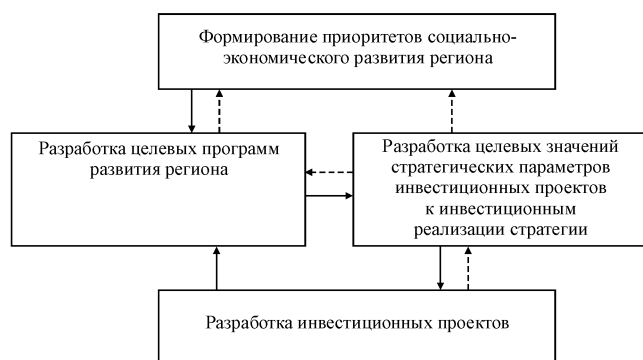 Формирование приоритетов социально-
экономического развития региона
Разработка целевых программ
развития региона
Разработка целевых значений
стратегических параметров
инвестиционных проектов
к инвестиционным
реализации стратегии
Разработка инвестиционных проектов